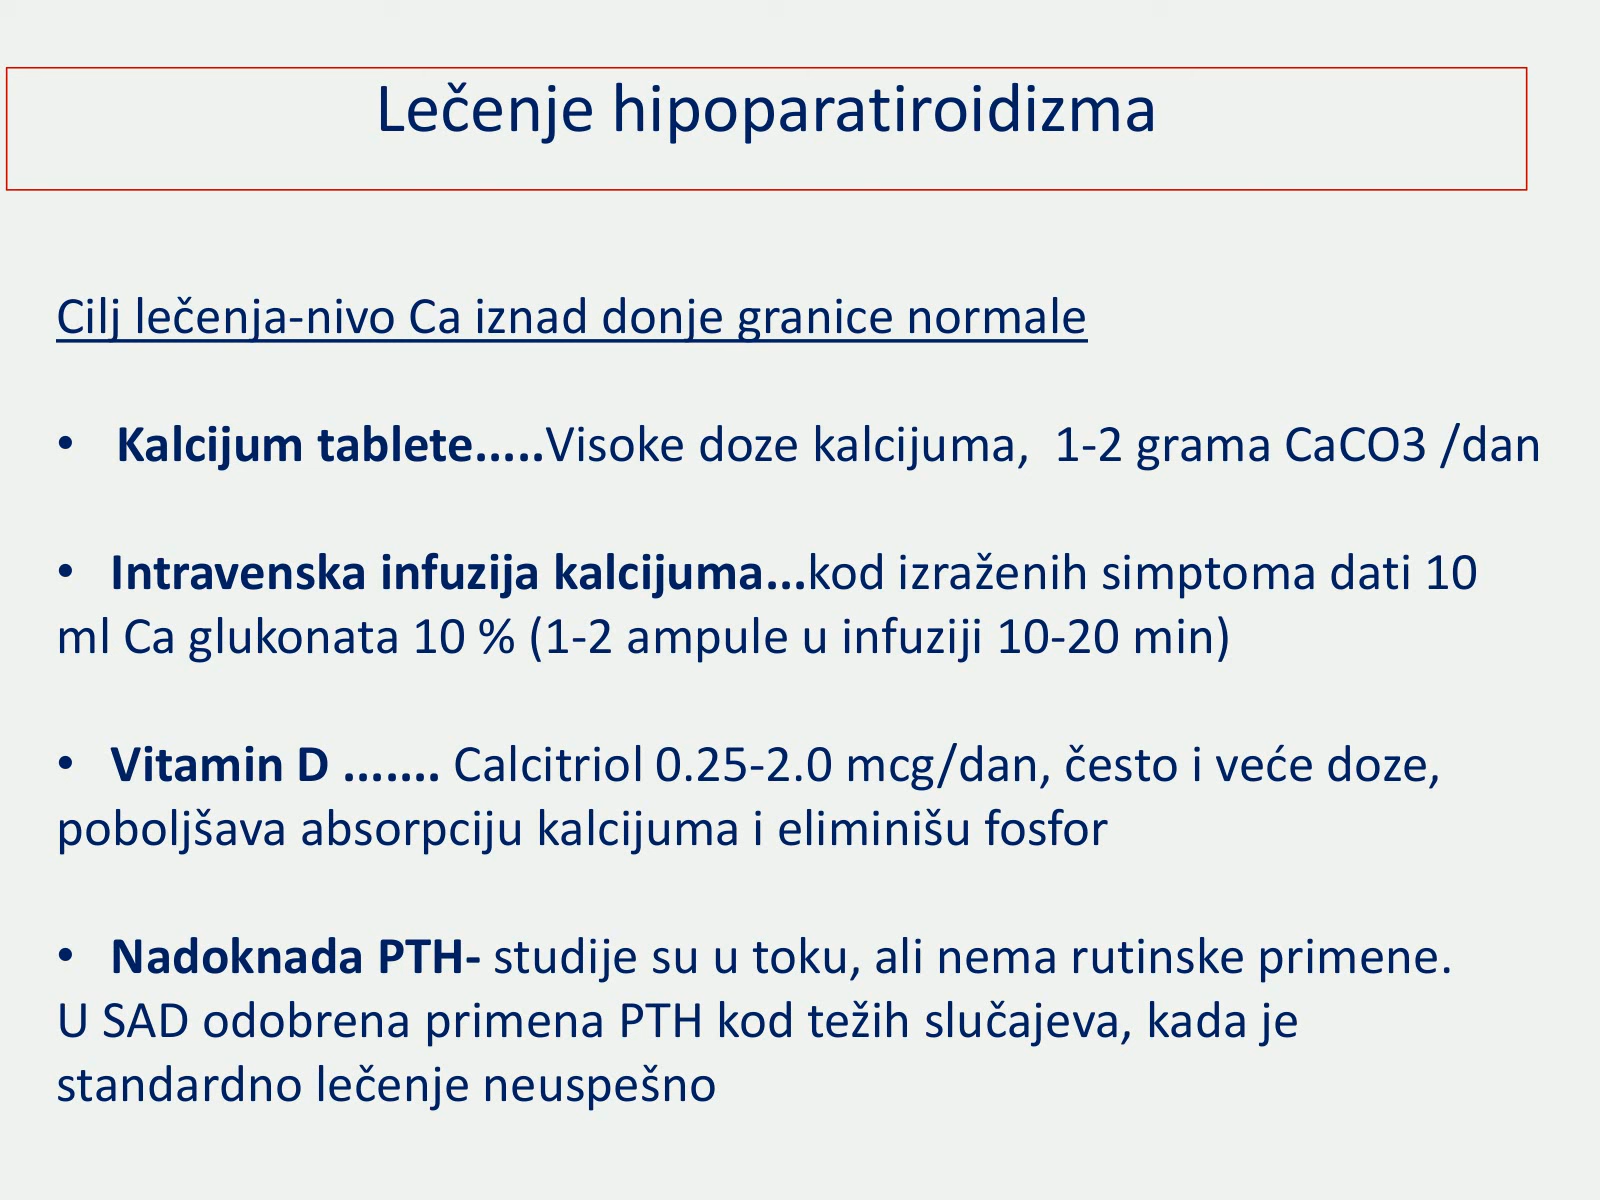 Lečenje hipoparatiroidizma
Cilj lečenja-nivo Ca iznad donje granice normale
• Kalcijum tablete.....Visoke doze kalcijuma, 1-2 grama CaCO3 /dan
• Intravenska infuzija kalcijuma...kod izraženih simptoma dati 10
ml Ca glukonata 10 % (1-2 ampule u infuziji 10-20 min)
• Vitamin D ....... Calcitriol 0.25-2.0 mcg/dan, često i veće doze,
poboljšava absorpciju kalcijuma i eliminišu fosfor
• Nadoknada PTH- studije su u toku, ali nema rutinske primene.
U SAD odobrena primena PTH kod težih slučajeva, kada je
standardno lečenje neuspešno